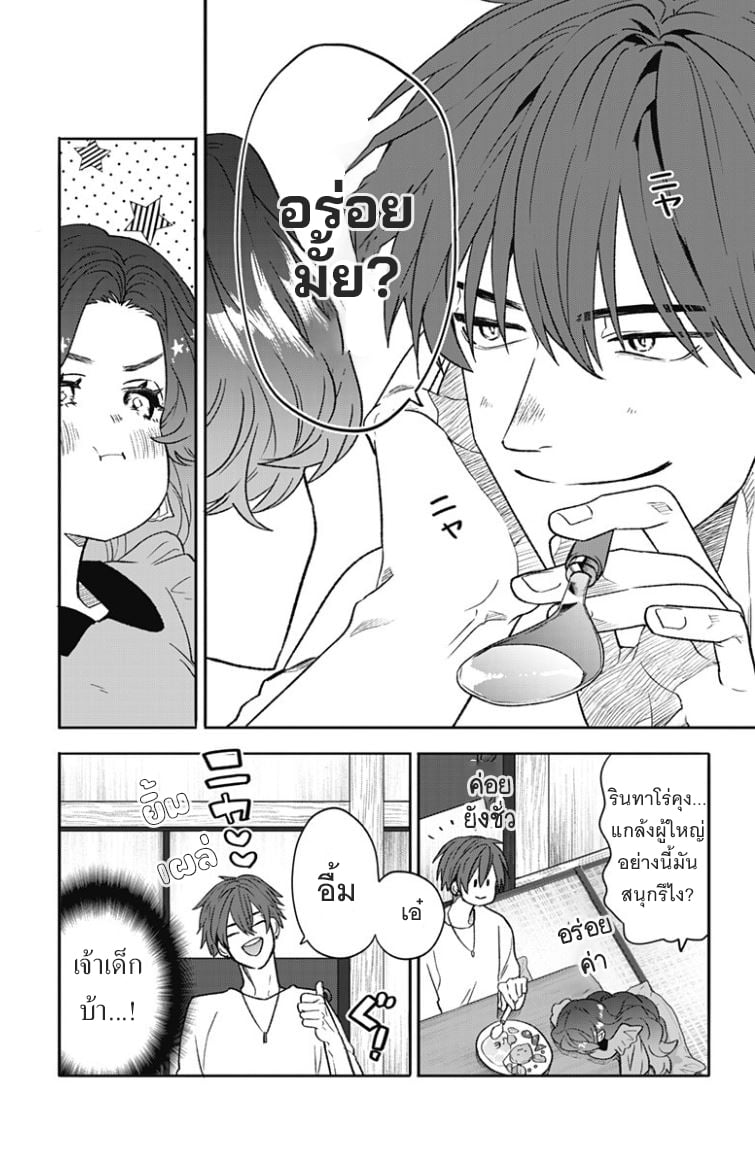 อร่อย
มั้ย?
ニャ
ニャ
รินทาโร่คุง...
แกล้งผู้ใหญ่
อย่างนี้มัน
สนุกรึไง?
ค่อย
ยังชั่ว
อร่อย
ค่า
เอ๋
อื้ม
ニャ
ยิ้ม
เผล่
ぐ!
เจ้าเด็ก
บ้า...!